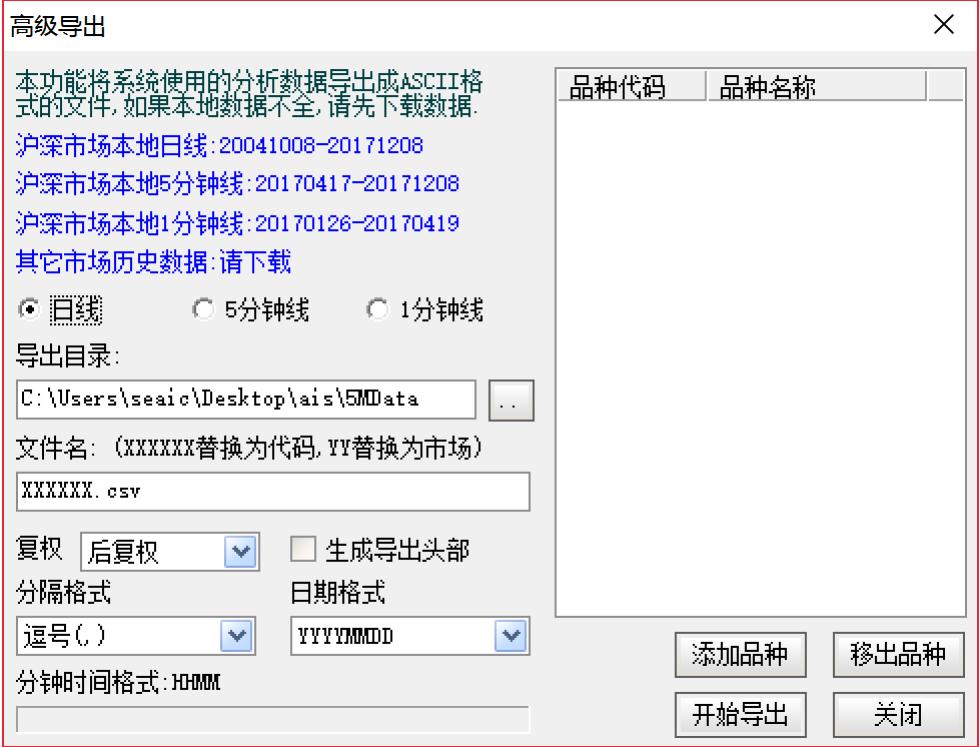 高级导出
本功能将系统使用的分析数据导出成ASCII格
式的文件,如果本地数据不全,请先下载数据.
沪深市场本地日线:20041008-20171208
沪深市场本地5分钟线:20170417-20171208
沪深市场本地1分钟线:20170126-20170419
其它市场历史数据:请下载
日线 5分钟线 1分钟线
导出目录:
C:\Users\seaic\Desktop\ais\5MData ..
文件名: (XXXXXX替换为代码,YY替换为市场)
XXXXXX.csv
复权 后复权 生成导出头部
分隔格式 日期格式
逗号(,) YYYYMMDD
分钟时间格式:HHMM
品种代码 品种名称
添加品种 移出品种
开始导出 关闭